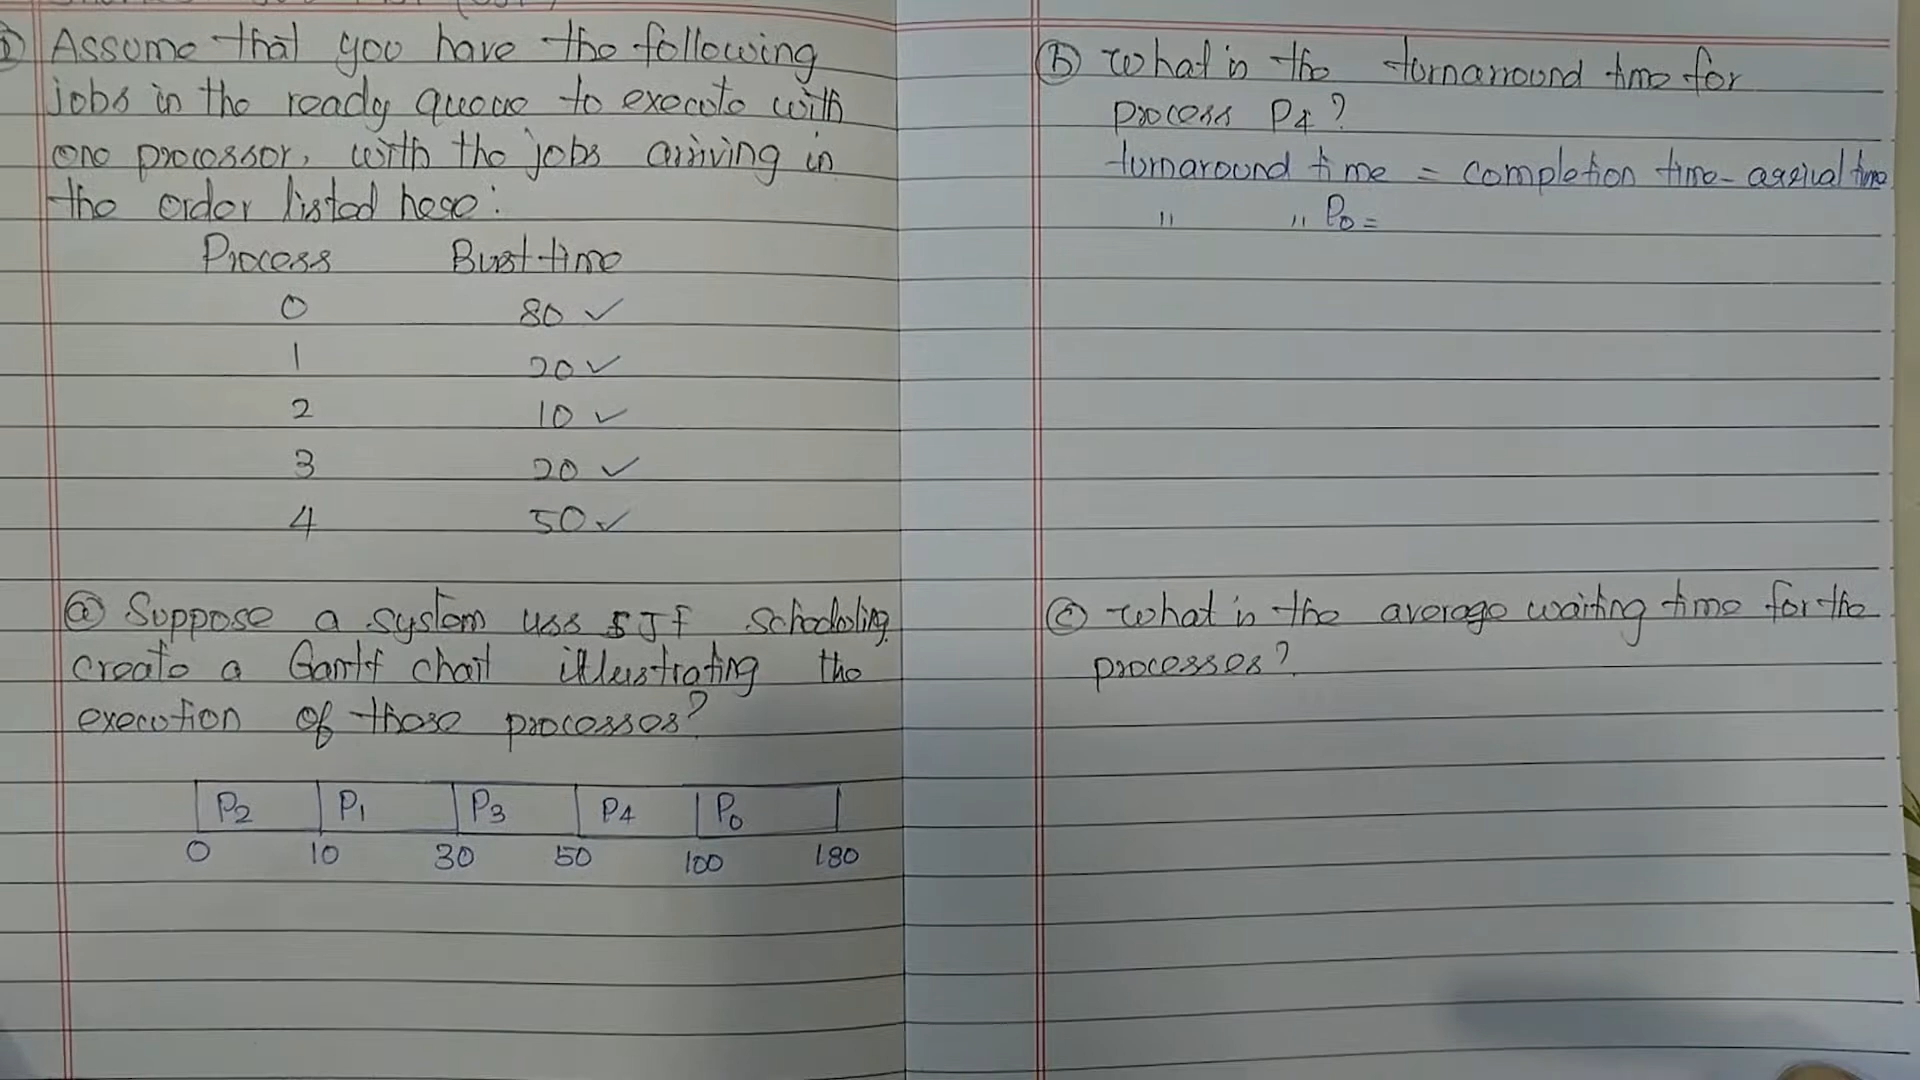 Assume that you have the following
jobs in the ready queue to execute with
one processor, with the jobs arriving in
the order listed here:
Process Burst time
0 80 ✓
1 20 ✓
2 10 ✓
3 20 ✓
4 50 ✓
ⓐ Suppose a system uses SJF scheduling
create a Gantt chart illustrating the
execution of these processes?
P2 P1 P3 P4 P0
0 10 30 50 100 180
ⓑ What is the turnarround time for
process P4?
turnaround time = completion time - arrival time
" " P0 =
ⓒ What is the average waiting time for the
processes?